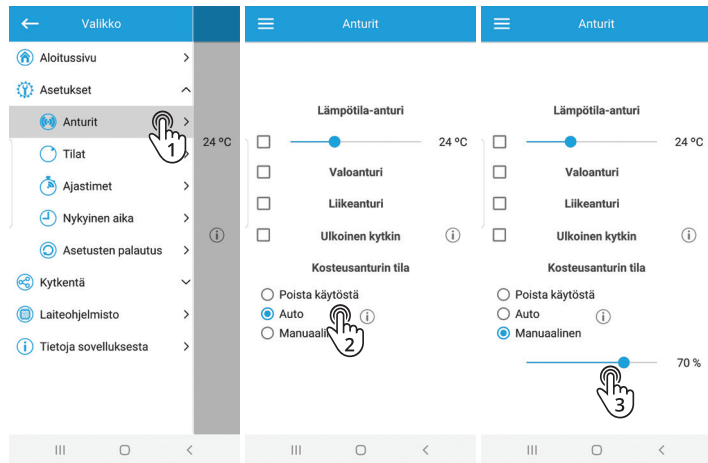 Valikko
Aloitussivu
Asetukset
Anturit
1
Tilat
Ajastimet
Nykyinen aika
Asetusten palautus
Kytkentä
Laiteohjelmisto
Tietoja sovelluksesta
24 ºC
Anturit
Lämpötila-anturi
24 ºC
Valoanturi
Liikeanturi
Ulkoinen kytkin
Kosteusanturin tila
Poista käytöstä
Auto
2
Anturit
Lämpötila-anturi
24 ºC
Valoanturi
Liikeanturi
Ulkoinen kytkin
Kosteusanturin tila
Poista käytöstä
Auto
Manuaalinen
70 %
3